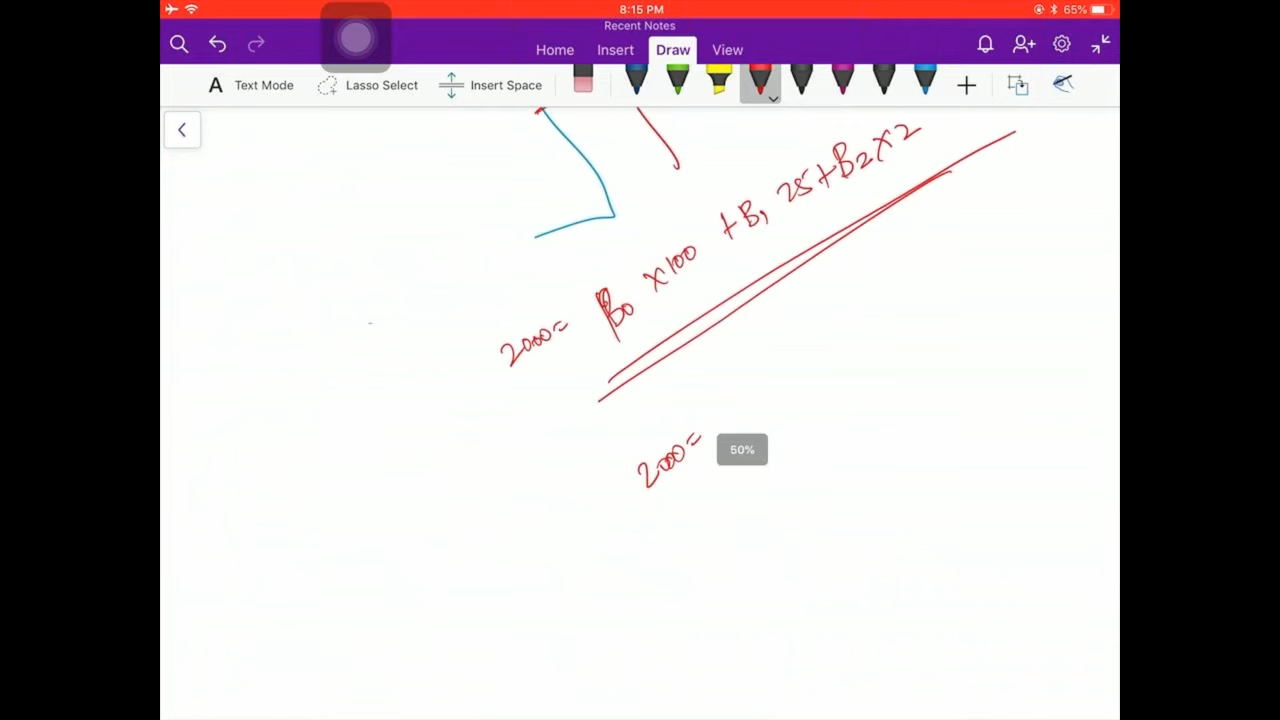 8:15 PM
65%
Recent Notes
Home Insert Draw View
A Text Mode Lasso Select Insert Space
2000= β0 x100 + B1 25+B2x2
2000=
50%